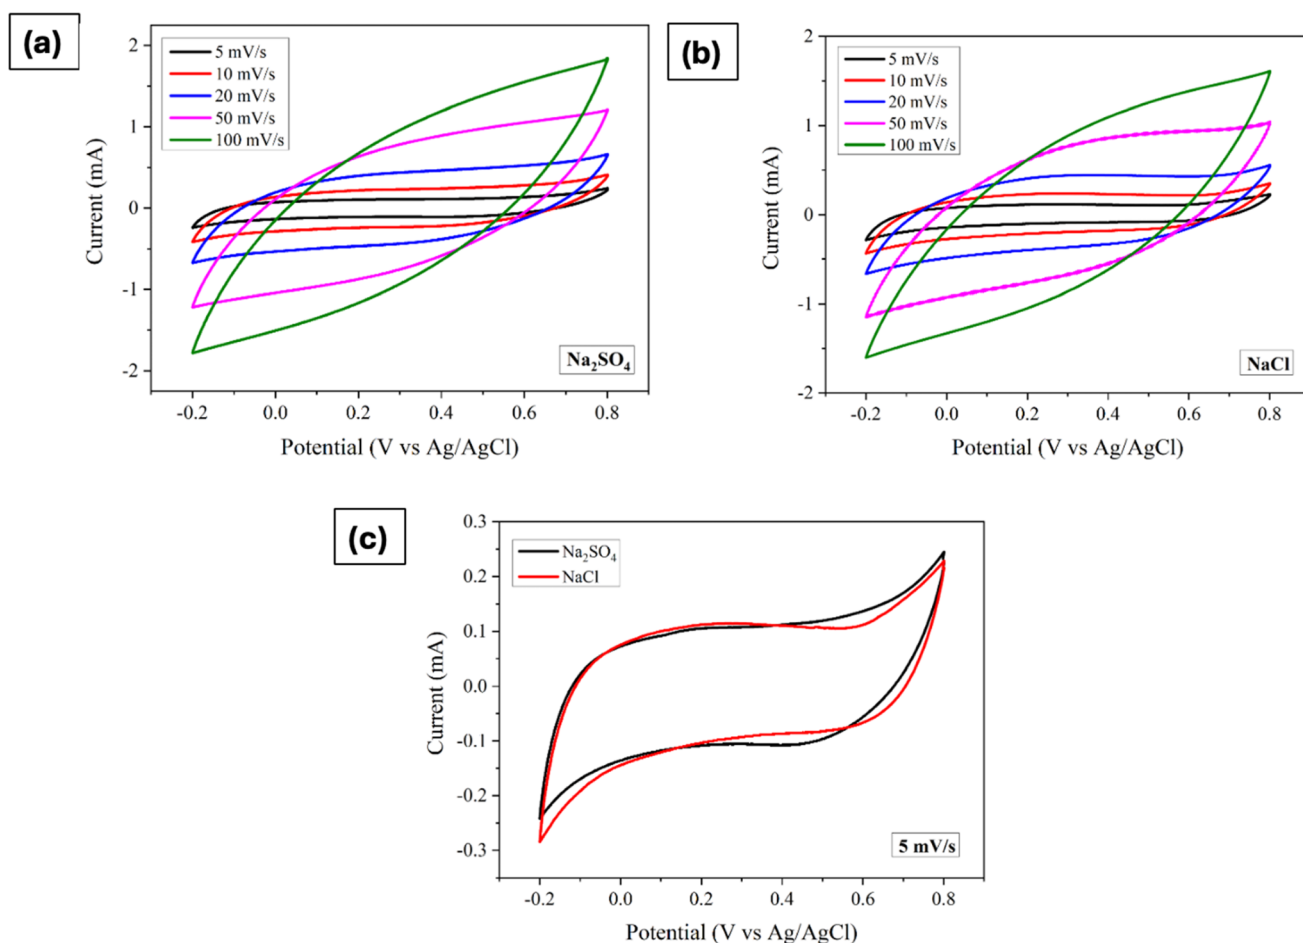 (a)
5 mV/s
10 mV/s
20 mV/s
50 mV/s
100 mV/s
2
1
0
-1
-2
Current (mA)
Na₂SO₄
-0.2 0.0 0.2 0.4 0.6 0.8
Potential (V vs Ag/AgCl)
(b)
5 mV/s
10 mV/s
20 mV/s
50 mV/s
100 mV/s
2
1
0
-1
-2
Current (mA)
NaCl
-0.2 0.0 0.2 0.4 0.6 0.8
Potential (V vs Ag/AgCl)
(c)
Na₂SO₄
NaCl
0.3
0.2
0.1
0.0
-0.1
-0.2
-0.3
Current (mA)
5 mV/s
-0.2 0.0 0.2 0.4 0.6 0.8
Potential (V vs Ag/AgCl)